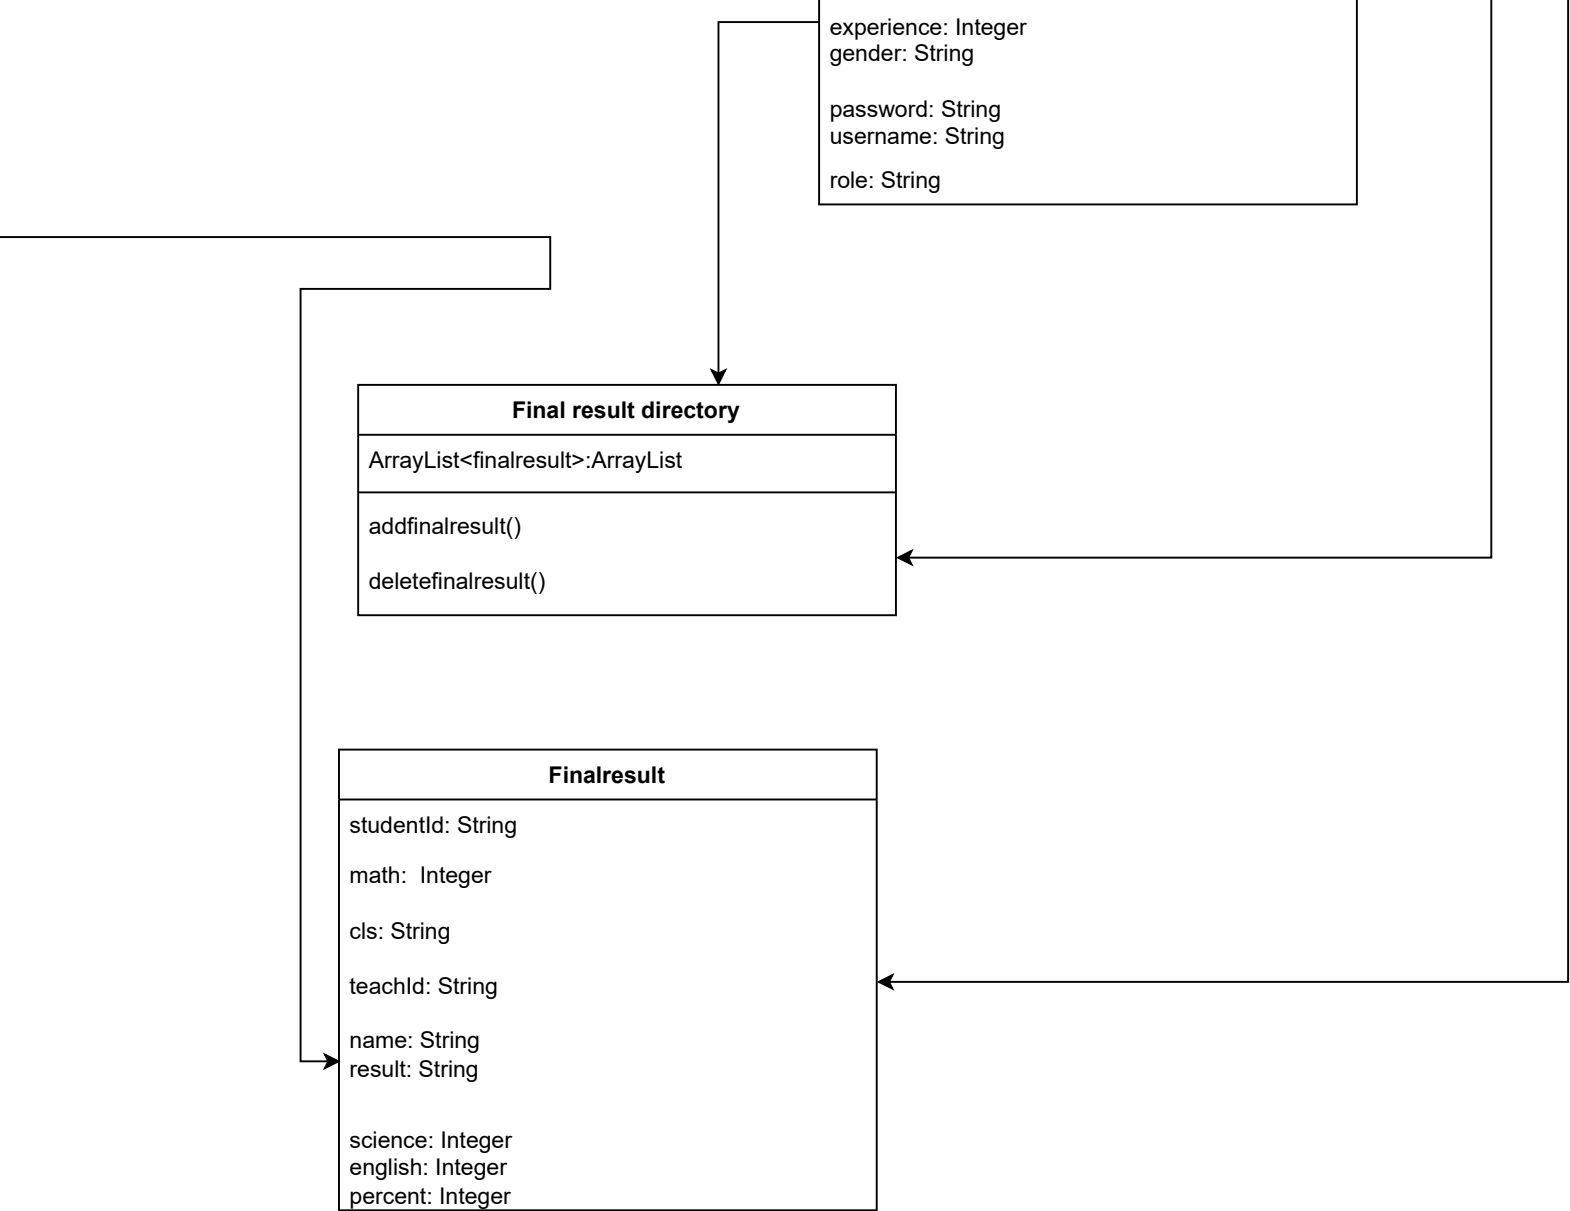 experience: Integer
gender: String
password: String
username: String
role: String
Final result directory
ArrayList<finalresult>:ArrayList
addfinalresult()
deletefinalresult()
Finalresult
studentId: String
math:  Integer
cls: String
teachId: String
name: String
result: String
science: Integer
english: Integer
percent: Integer